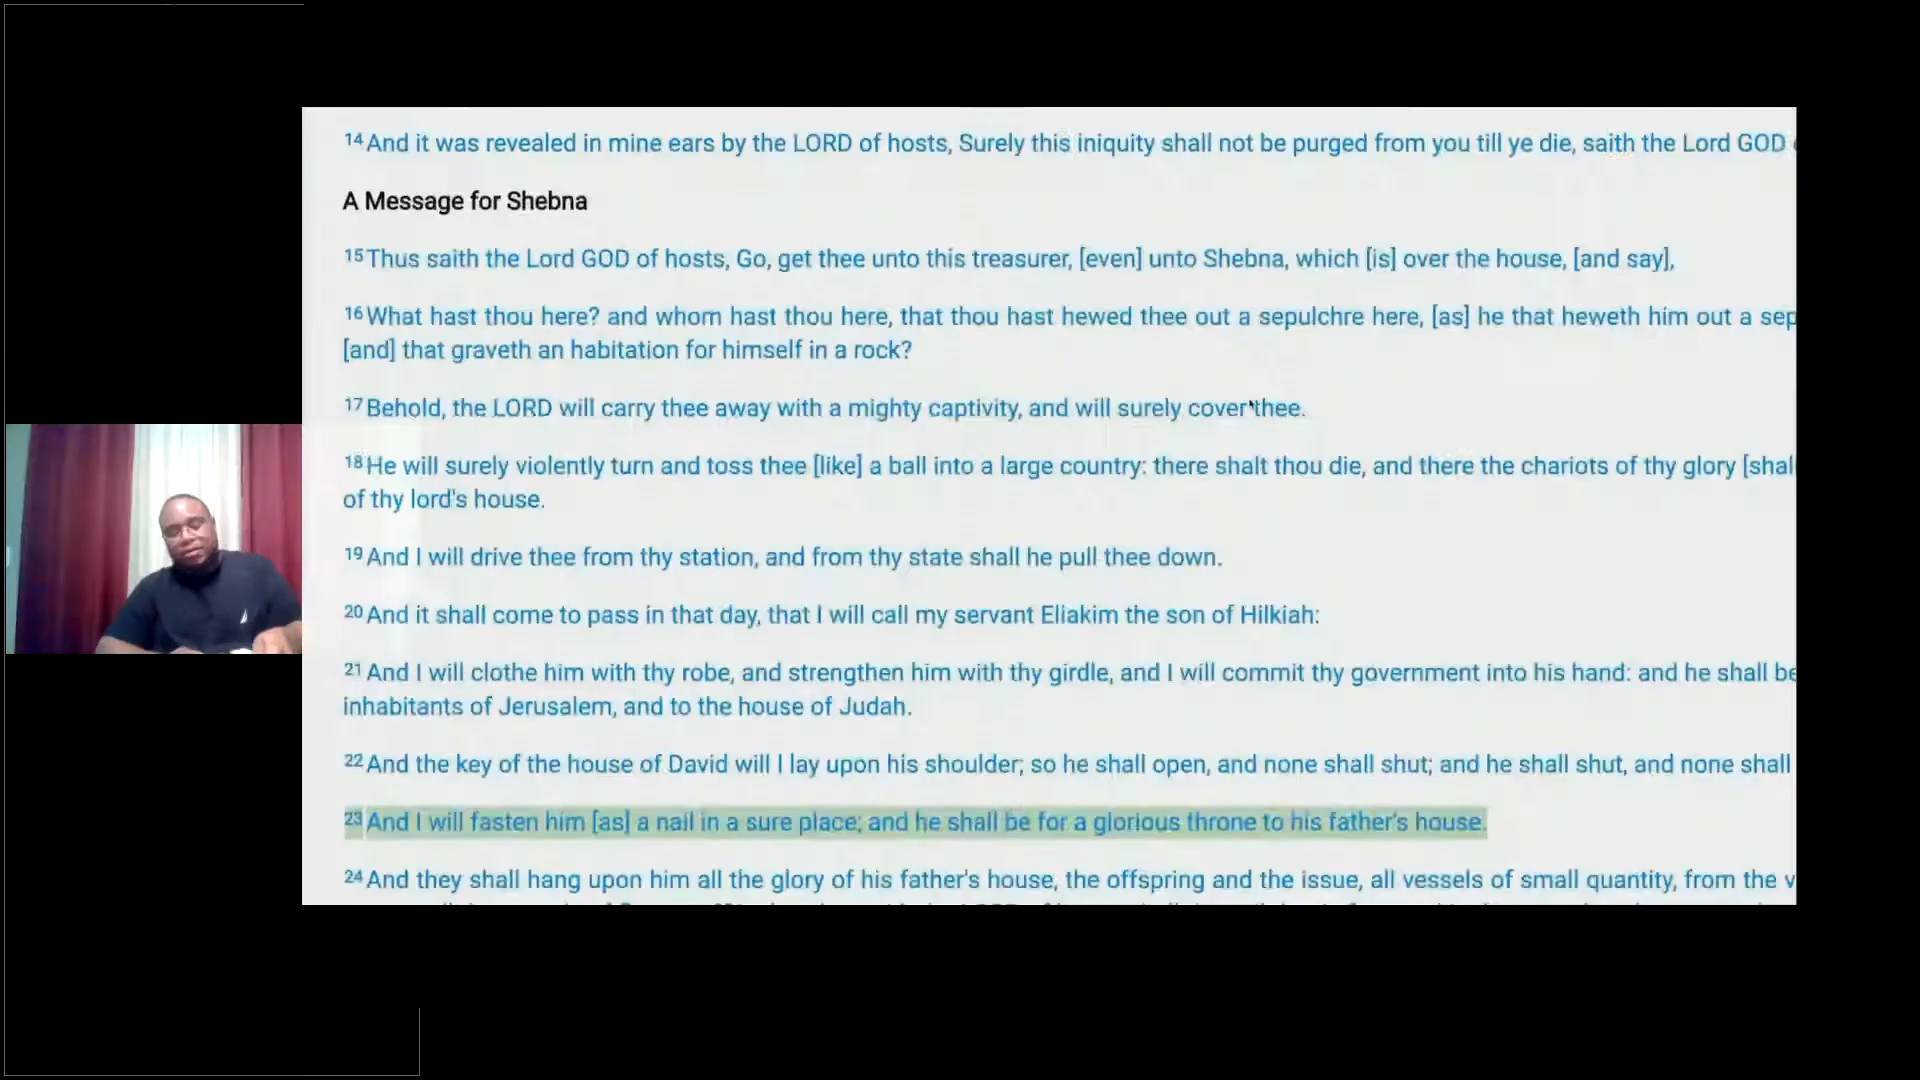 14 And it was revealed in mine ears by the LORD of hosts, Surely this iniquity shall not be purged from you till ye die, saith the Lord GOD
A Message for Shebna
15 Thus saith the Lord GOD of hosts, Go, get thee unto this treasurer, [even] unto Shebna, which [is] over the house, [and say],
16 What hast thou here? and whom hast thou here, that thou hast hewed thee out a sepulchre here, [as] he that heweth him out a sep
[and] that graveth an habitation for himself in a rock?
17 Behold, the LORD will carry thee away with a mighty captivity, and will surely cover thee.
18 He will surely violently turn and toss thee [like] a ball into a large country: there shalt thou die, and there the chariots of thy glory [shal
of thy lord's house.
19 And I will drive thee from thy station, and from thy state shall he pull thee down.
20 And it shall come to pass in that day, that I will call my servant Eliakim the son of Hilkiah:
21 And I will clothe him with thy robe, and strengthen him with thy girdle, and I will commit thy government into his hand: and he shall be
inhabitants of Jerusalem, and to the house of Judah.
22 And the key of the house of David will I lay upon his shoulder; so he shall open, and none shall shut; and he shall shut, and none shall
23 And I will fasten him [as] a nail in a sure place; and he shall be for a glorious throne to his father's house.
24 And they shall hang upon him all the glory of his father's house, the offspring and the issue, all vessels of small quantity, from the v